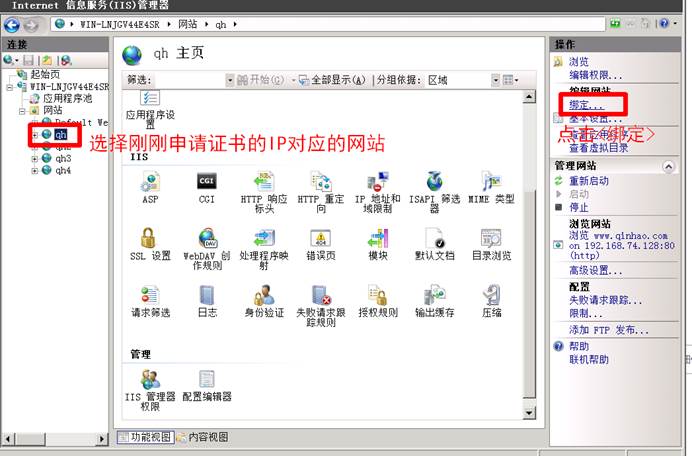 Internet 信息服务(IIS)管理器
WIN-LNJGV44E4SR
网站
qh
连接
起始页
WIN-LNJGV44E4SR
应用程序池
网站
Default We
qh
qh3
qh4
qh 主页
筛选:
开始(G)
全部显示(A)
分组依据:
区域
应用程序设置
选择刚刚申请证书的IP对应的网站
IIS
ASP
CGI
HTTP 响应标头
HTTP 重定向
IP 地址和域限制
ISAPI 筛选器
MIME 类型
SSL 设置
WebDAV 创作规则
处理程序映射
错误页
模块
默认文档
目录浏览
请求筛选
日志
身份验证
失败请求跟踪规则
授权规则
输出缓存
压缩
管理
IIS 管理器权限
配置编辑器
功能视图
内容视图
操作
浏览
编辑权限...
编辑网站
绑定...
基本设置...
点击<绑定>
查看虚拟目录
管理网站
重新启动
启动
停止
浏览网站
浏览 www.qinhao.com
on 192.168.74.128:80
(http)
高级设置...
配置
失败请求跟踪...
限制...
添加 FTP 发布...
帮助
联机帮助